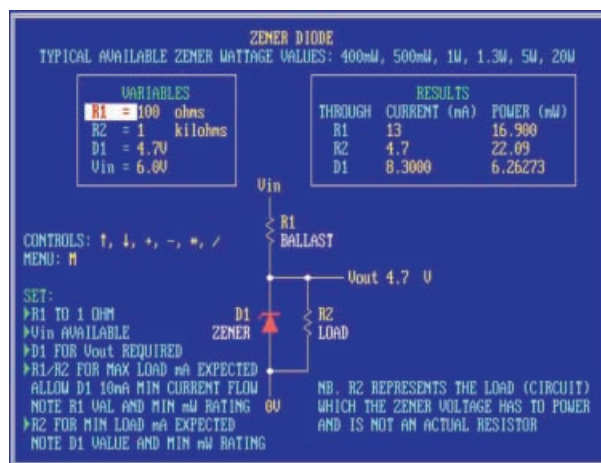 ZENER DIODE
TYPICAL AVAILABLE ZENER WATTAGE VALUES: 400mW, 500mW, 1W, 1.3W, 5W, 20W
VARIABLES
R1 = 100 ohms
R2 = 1 kilohms
D1 = 4.7V
Vin = 6.0V
RESULTS
THROUGH CURRENT (mA) POWER (mW)
R1 13 16.900
R2 4.7 22.09
D1 8.3000 6.26273
Vin
R1
BALLAST
CONTROLS: ↑, ↓, +, -, *, /
MENU: M
Vout 4.7 V
SET:
▶R1 TO 1 OHM
▶Vin AVAILABLE
▶D1 FOR Vout REQUIRED
▶R1/R2 FOR MAX LOAD mA EXPECTED
ALLOW D1 10mA MIN CURRENT FLOW
NOTE R1 VAL AND MIN mW RATING
▶R2 FOR MIN LOAD mA EXPECTED
NOTE D1 VALUE AND MIN mW RATING
D1
ZENER
R2
LOAD
0V
NB. R2 REPRESENTS THE LOAD (CIRCUIT)
WHICH THE ZENER VOLTAGE HAS TO POWER
AND IS NOT AN ACTUAL RESISTOR